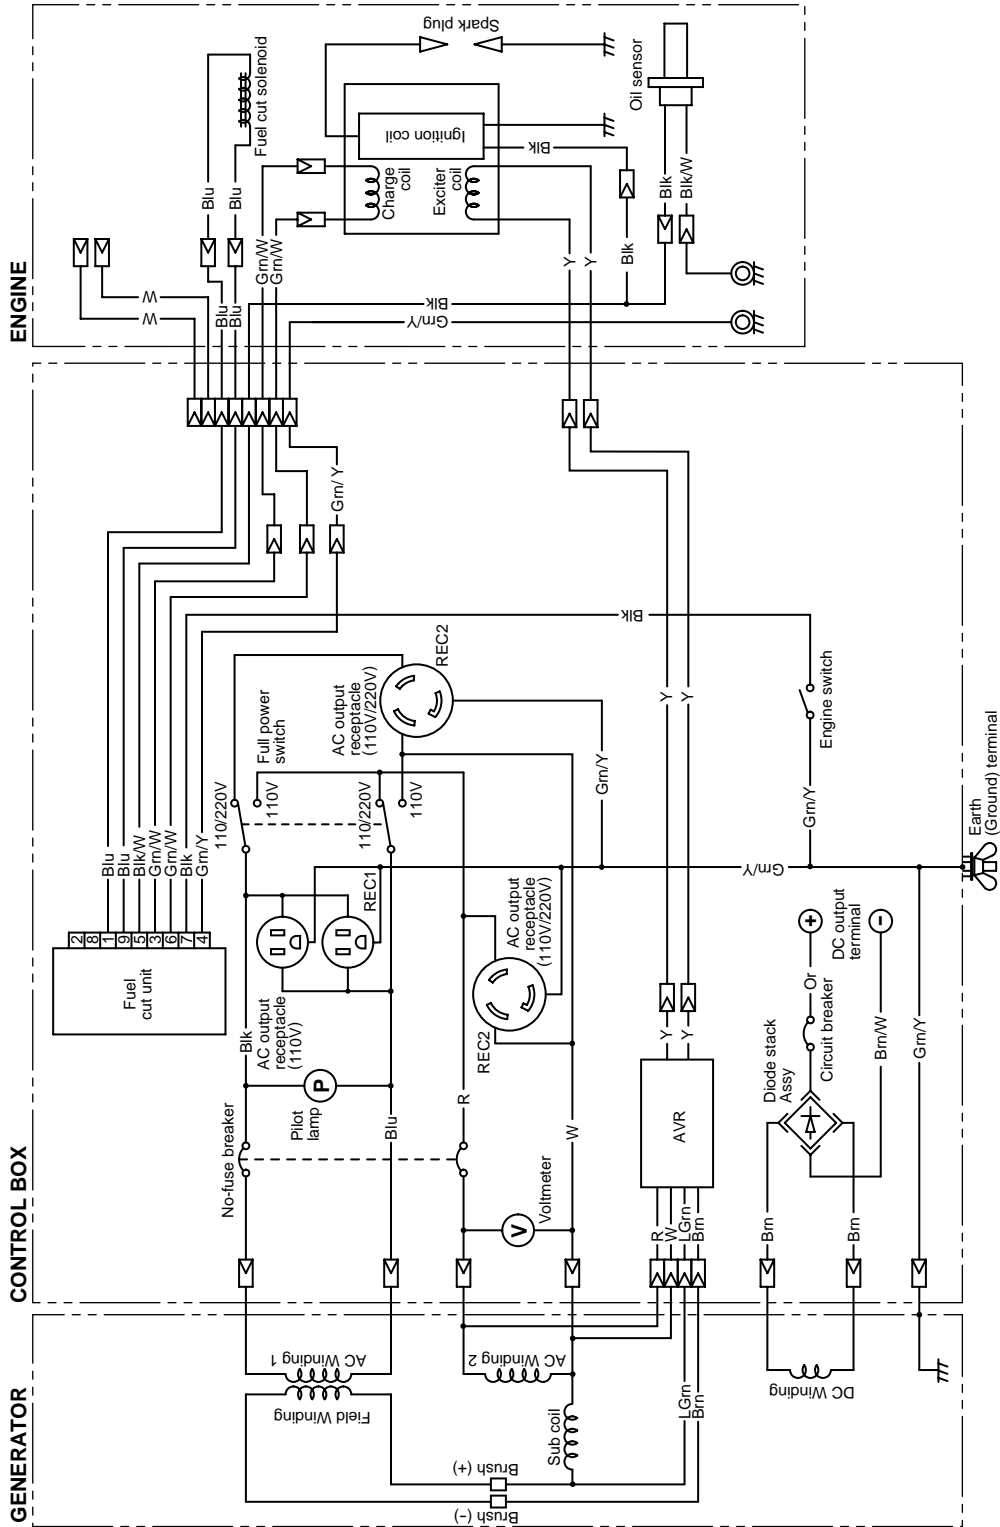 ENGINE
W
W
Blu
Blu
Blu
Blu
Fuel cut solenoid
Grn/W
Grn/W
Charge
coil
Exciter
coil
Ignition coil
Spark plug
Blk
Y
Y
Blk
Blk
Grn/Y
Oil sensor
Blk
Blk/W
CONTROL BOX
Fuel
cut unit
2
8
1
9
5
3
6
7
4
Blu
Blu
Blk/W
Grn/W
Grn/W
Blk
Grn/Y
Grn/ Y
Blk
No-fuse breaker
Blk
Pilot
lamp
P
Blu
AC output receptacle
(110V)
REC1
110/220V
110V
Full power
switch
110/220V
110V
AC output
receptacle
(110V/220V)
REC2
Grn/Y
R
REC2
AC output
receptacle
(110V/220V)
V
Voltmeter
W
Y
Y
Y
Y
AVR
R
W
LGrn
Brn
Engine switch
Grn/Y
Grn/Y
Brn
Brn
Diode stack
Assy
Circuit breaker
Or
+
DC output
terminal
-
Brn/W
Grn/Y
Earth
(Ground) terminal
GENERATOR
AC Winding 1
Field Winding
AC Winding 2
Sub coil
Brush (+)
Brush (-)
LGrn
Brn
DC Winding